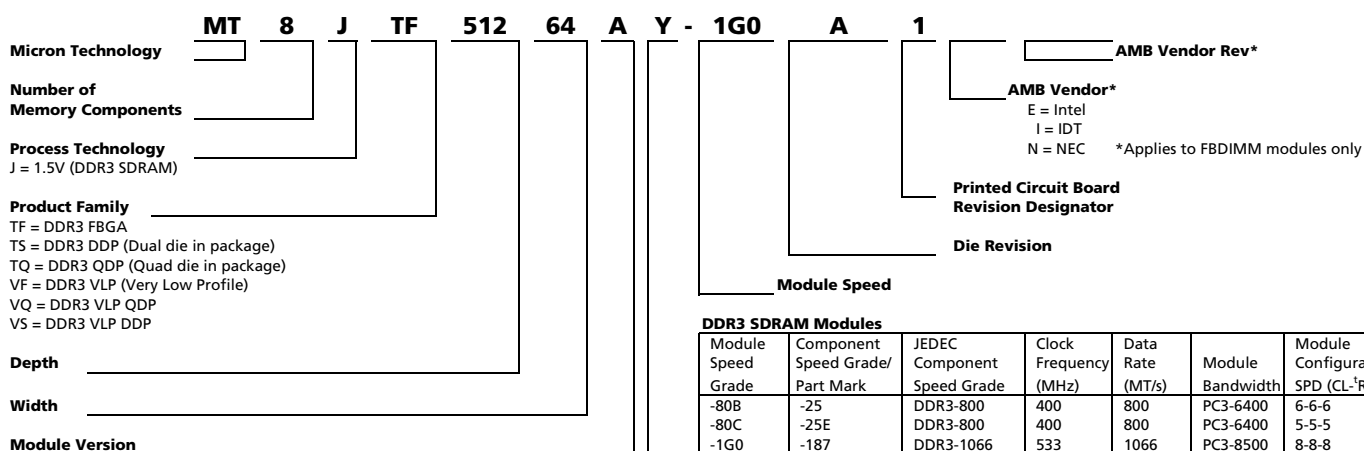 MT 8 J TF 512 64 A Y - 1G0 A 1
Micron Technology
Number of
Memory Components
Process Technology
J = 1.5V (DDR3 SDRAM)
Product Family
TF = DDR3 FBGA
TS = DDR3 DDP (Dual die in package)
TQ = DDR3 QDP (Quad die in package)
VF = DDR3 VLP (Very Low Profile)
VQ = DDR3 VLP QDP
VS = DDR3 VLP DDP
Depth
Width
Module Version
AMB Vendor Rev*
AMB Vendor*
E = Intel
I = IDT
N = NEC *Applies to FBDIMM modules only
Printed Circuit Board
Revision Designator
Die Revision
Module Speed
DDR3 SDRAM Modules
Module Component JEDEC Clock Data Module
Speed Speed Grade/ Component Frequency Rate Module Configura
Grade Part Mark Speed Grade (MHz) (MT/s) Bandwidth SPD (CL-tR
-80B -25 DDR3-800 400 800 PC3-6400 6-6-6
-80C -25E DDR3-800 400 800 PC3-6400 5-5-5
-1G0 -187 DDR3-1066 533 1066 PC3-8500 8-8-8